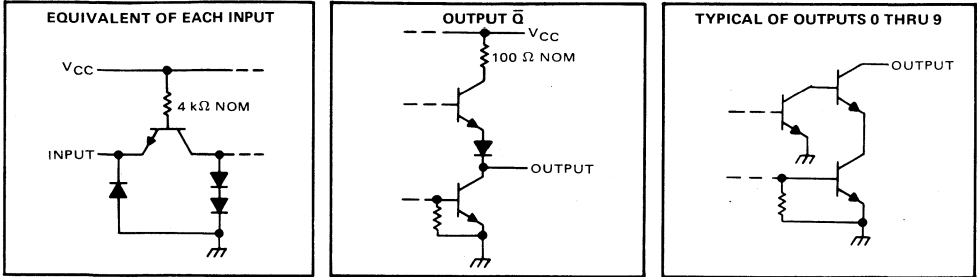 EQUIVALENT OF EACH INPUT
VCC
4 kΩ NOM
INPUT
OUTPUT Q̅
VCC
100 Ω NOM
OUTPUT
TYPICAL OF OUTPUTS 0 THRU 9
OUTPUT